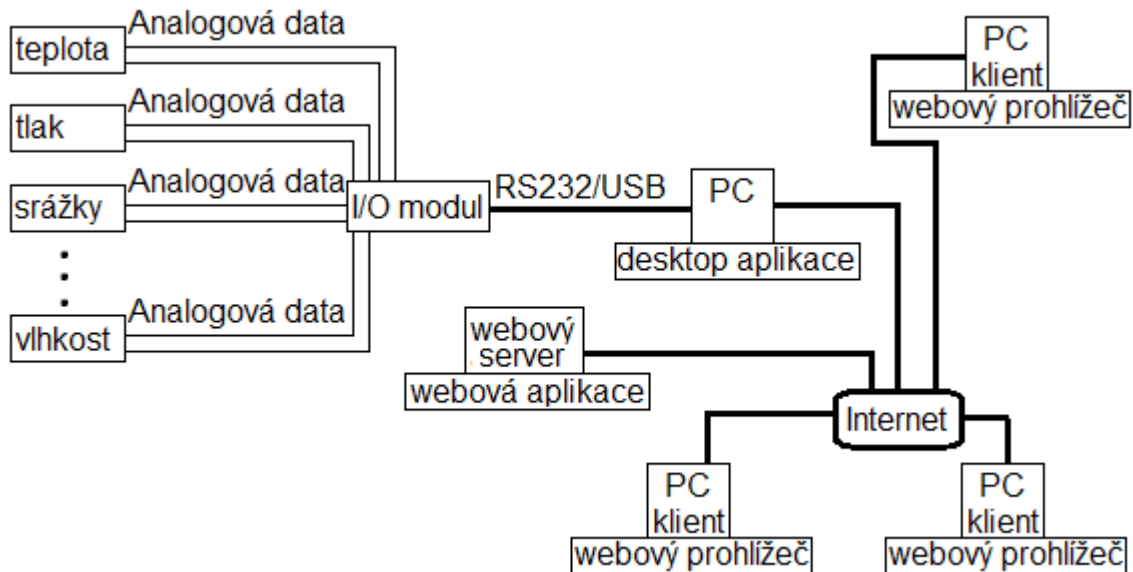 Analogová data
teplota
Analogová data
tlak
Analogová data
srážky
Analogová data
vlhkost
I/O modul
RS232/USB
PC
desktop aplikace
PC
klient
webový prohlížeč
webový
server
webová aplikace
Internet
PC
klient
webový prohlížeč
PC
klient
webový prohlížeč